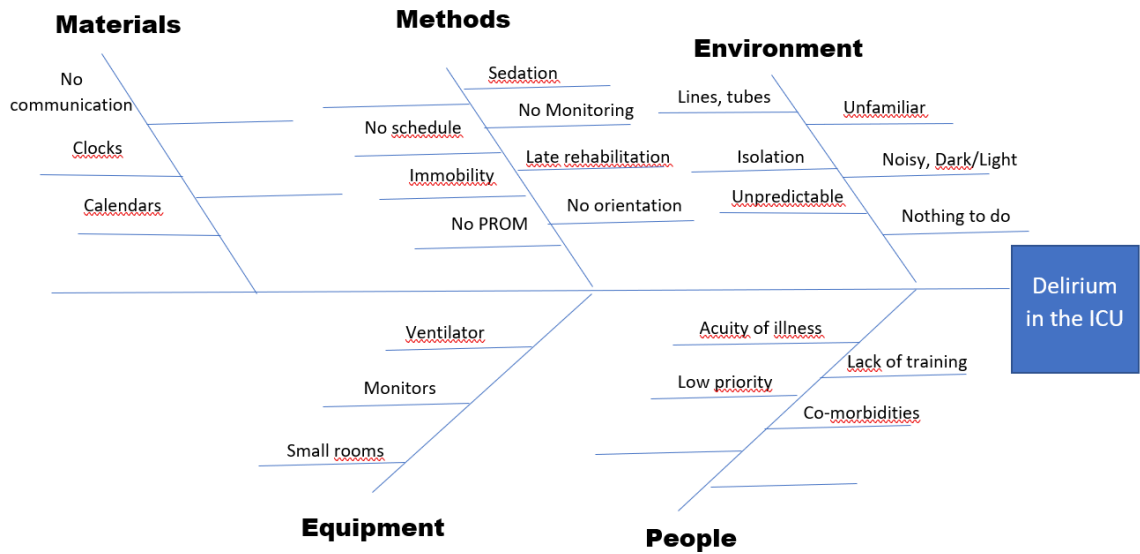 Materials
Methods
Environment
No
communication
Clocks
Calendars
Sedation
No Monitoring
No schedule
Late rehabilitation
Immobility
No orientation
No PROM
Lines, tubes
Unfamiliar
Isolation
Noisy, Dark/Light
Unpredictable
Nothing to do
Delirium
in the ICU
Ventilator
Monitors
Small rooms
Equipment
Acuity of illness
Lack of training
Low priority
Co-morbidities
People